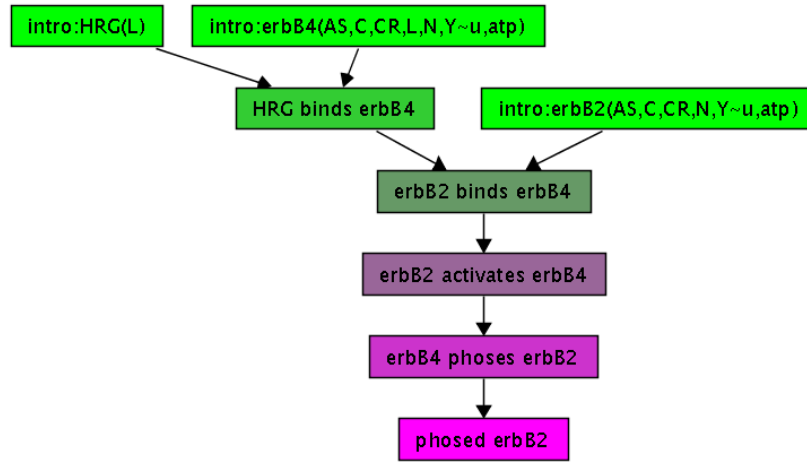 intro:HRG(L)
intro:erbB4(AS,C,CR,L,N,Y~u,atp)
HRG binds erbB4
intro:erbB2(AS,C,CR,N,Y~u,atp)
erbB2 binds erbB4
erbB2 activates erbB4
erbB4 phoses erbB2
phosed erbB2